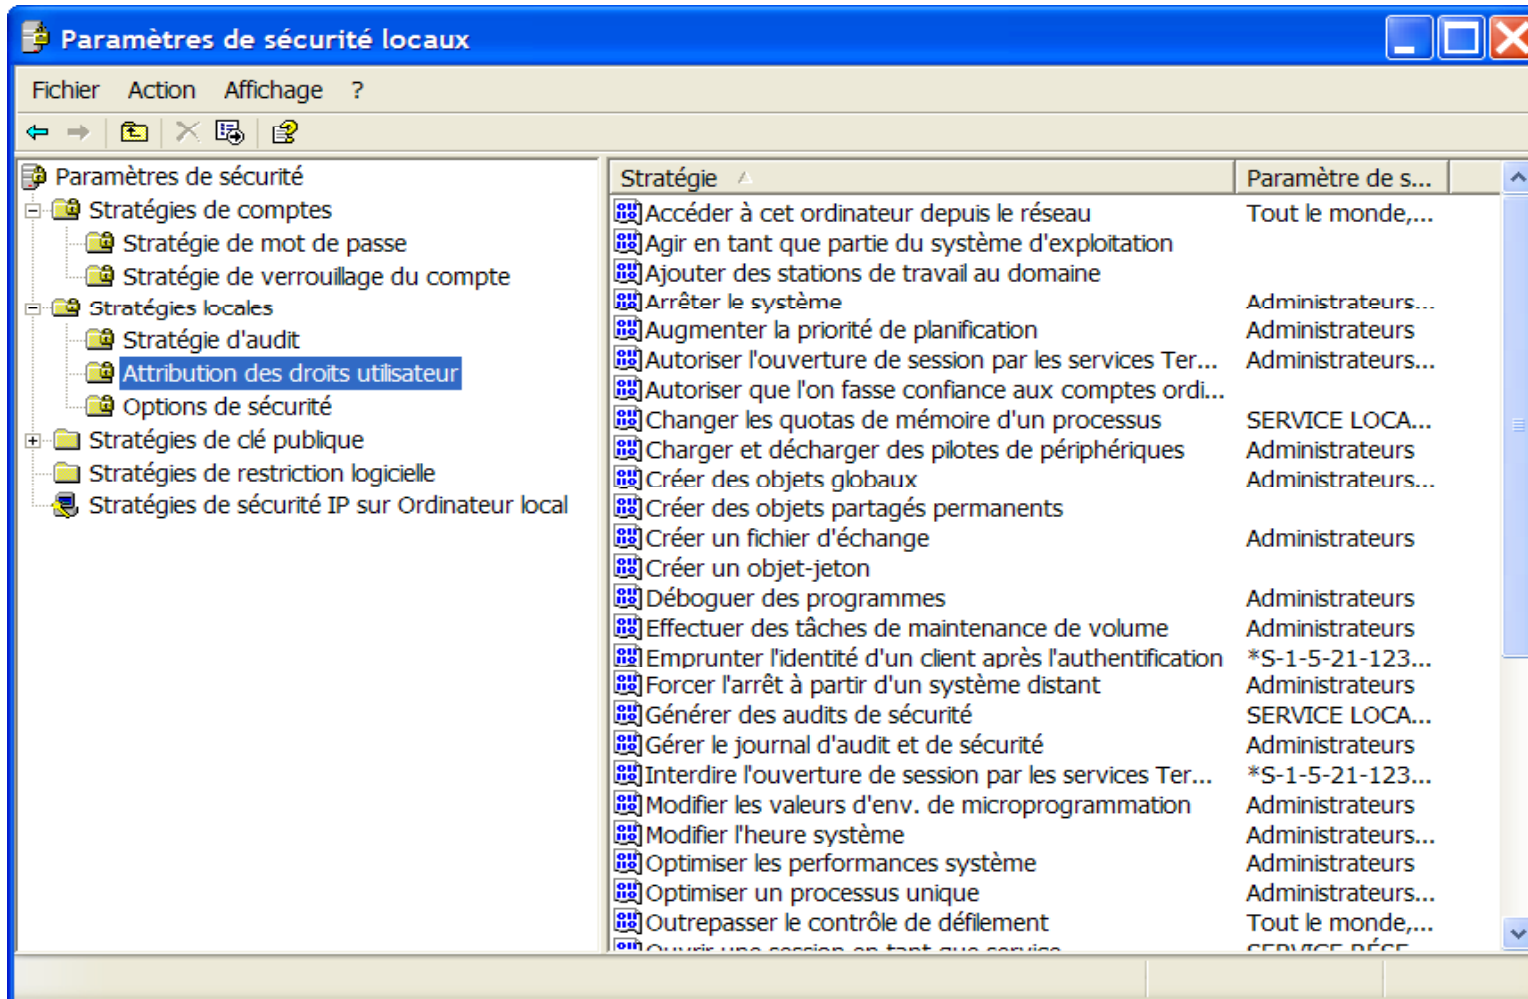 Paramètres de sécurité locaux
Fichier Action Affichage ?
Paramètres de sécurité
Stratégies de comptes
Stratégie de mot de passe
Stratégie de verrouillage du compte
Stratégies locales
Stratégie d'audit
Attribution des droits utilisateur
Options de sécurité
Stratégies de clé publique
Stratégies de restriction logicielle
Stratégies de sécurité IP sur Ordinateur local
Stratégie Paramètre de s...
Accéder à cet ordinateur depuis le réseau Tout le monde,...
Agir en tant que partie du système d'exploitation
Ajouter des stations de travail au domaine
Arrêter le système Administrateurs...
Augmenter la priorité de planification Administrateurs
Autoriser l'ouverture de session par les services Ter... Administrateurs...
Autoriser que l'on fasse confiance aux comptes ordi...
Changer les quotas de mémoire d'un processus SERVICE LOCA...
Charger et décharger des pilotes de périphériques Administrateurs
Créer des objets globaux Administrateurs...
Créer des objets partagés permanents
Créer un fichier d'échange Administrateurs
Créer un objet-jeton
Déboguer des programmes Administrateurs
Effectuer des tâches de maintenance de volume Administrateurs
Emprunter l'identité d'un client après l'authentification *S-1-5-21-123...
Forcer l'arrêt à partir d'un système distant Administrateurs
Générer des audits de sécurité SERVICE LOCA...
Gérer le journal d'audit et de sécurité Administrateurs
Interdire l'ouverture de session par les services Ter... *S-1-5-21-123...
Modifier les valeurs d'env. de microprogrammation Administrateurs
Modifier l'heure système Administrateurs...
Optimiser les performances système Administrateurs
Optimiser un processus unique Administrateurs...
Outrepasser le contrôle de défilement Tout le monde,...
Ouvrir une session en tant que service SERVICE RÉSE